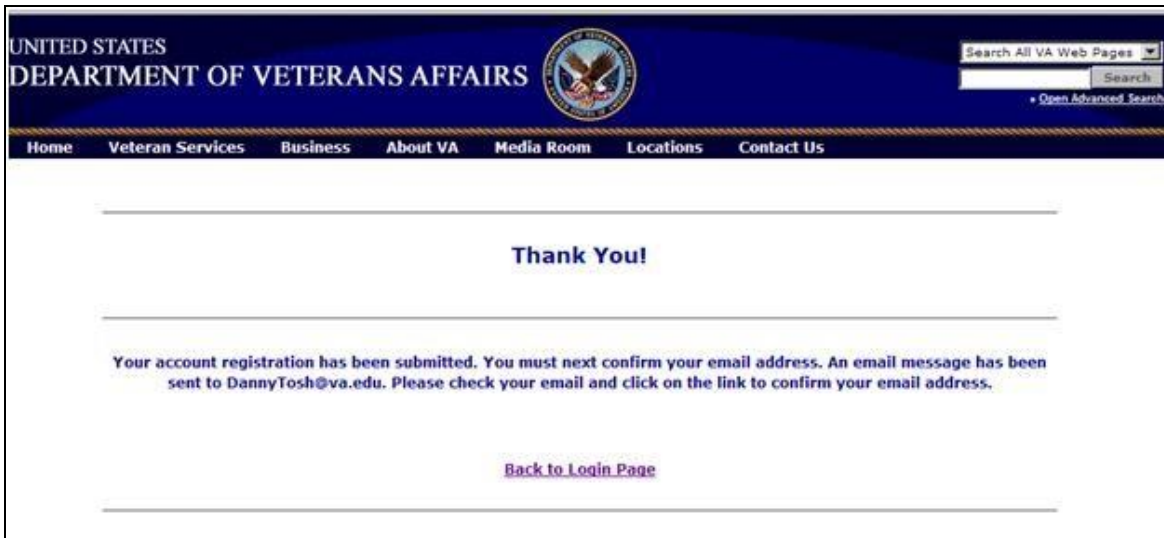 UNITED STATES
DEPARTMENT OF VETERANS AFFAIRS
Search All VA Web Pages
Search
Open Advanced Search
Home Veteran Services Business About VA Media Room Locations Contact Us
Thank You!
Your account registration has been submitted. You must next confirm your email address. An email message has been
sent to DannyTosh@va.edu. Please check your email and click on the link to confirm your email address.
Back to Login Page